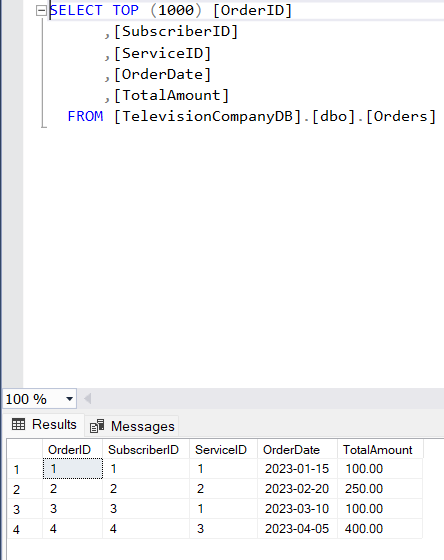 SELECT TOP (1000) [OrderID]
,[SubscriberID]
,[ServiceID]
,[OrderDate]
,[TotalAmount]
FROM [TelevisionCompanyDB].[dbo].[Orders]
100 %
Results Messages
OrderID SubscriberID ServiceID OrderDate TotalAmount
1 1 1 1 2023-01-15 100.00
2 2 2 2 2023-02-20 250.00
3 3 3 1 2023-03-10 100.00
4 4 4 3 2023-04-05 400.00